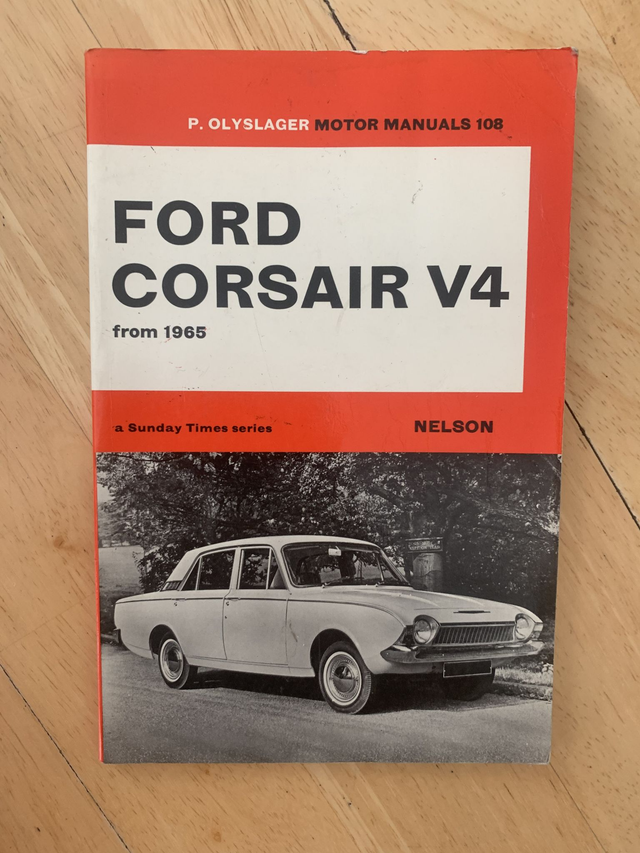 P. OLYSLAGER MOTOR MANUALS 108
FORD
CORSAIR V4
from 1965
a Sunday Times series
NELSON